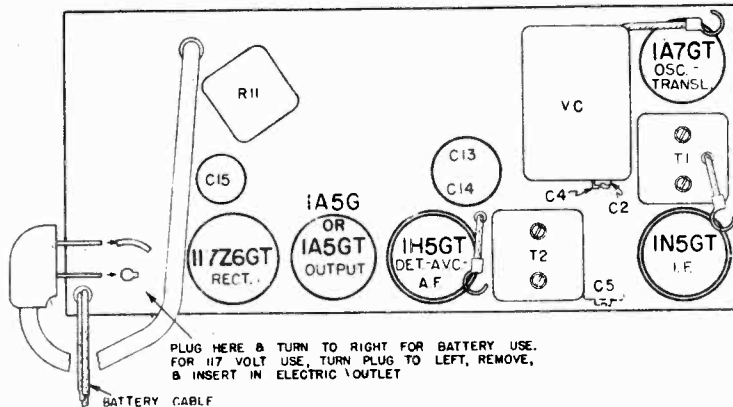 1A7GT
OSC.-
TRANSL.
R11
VC
T1
C13
C14
C15
C4
C2
1A5G
OR
1A5GT
OUTPUT
117Z6GT
RECT.
1H5GT
DET-AVC-
A.F.
T2
1N5GT
I.F.
C5
PLUG HERE & TURN TO RIGHT FOR BATTERY USE.
FOR 117 VOLT USE, TURN PLUG TO LEFT, REMOVE,
& INSERT IN ELECTRIC OUTLET
BATTERY CABLE